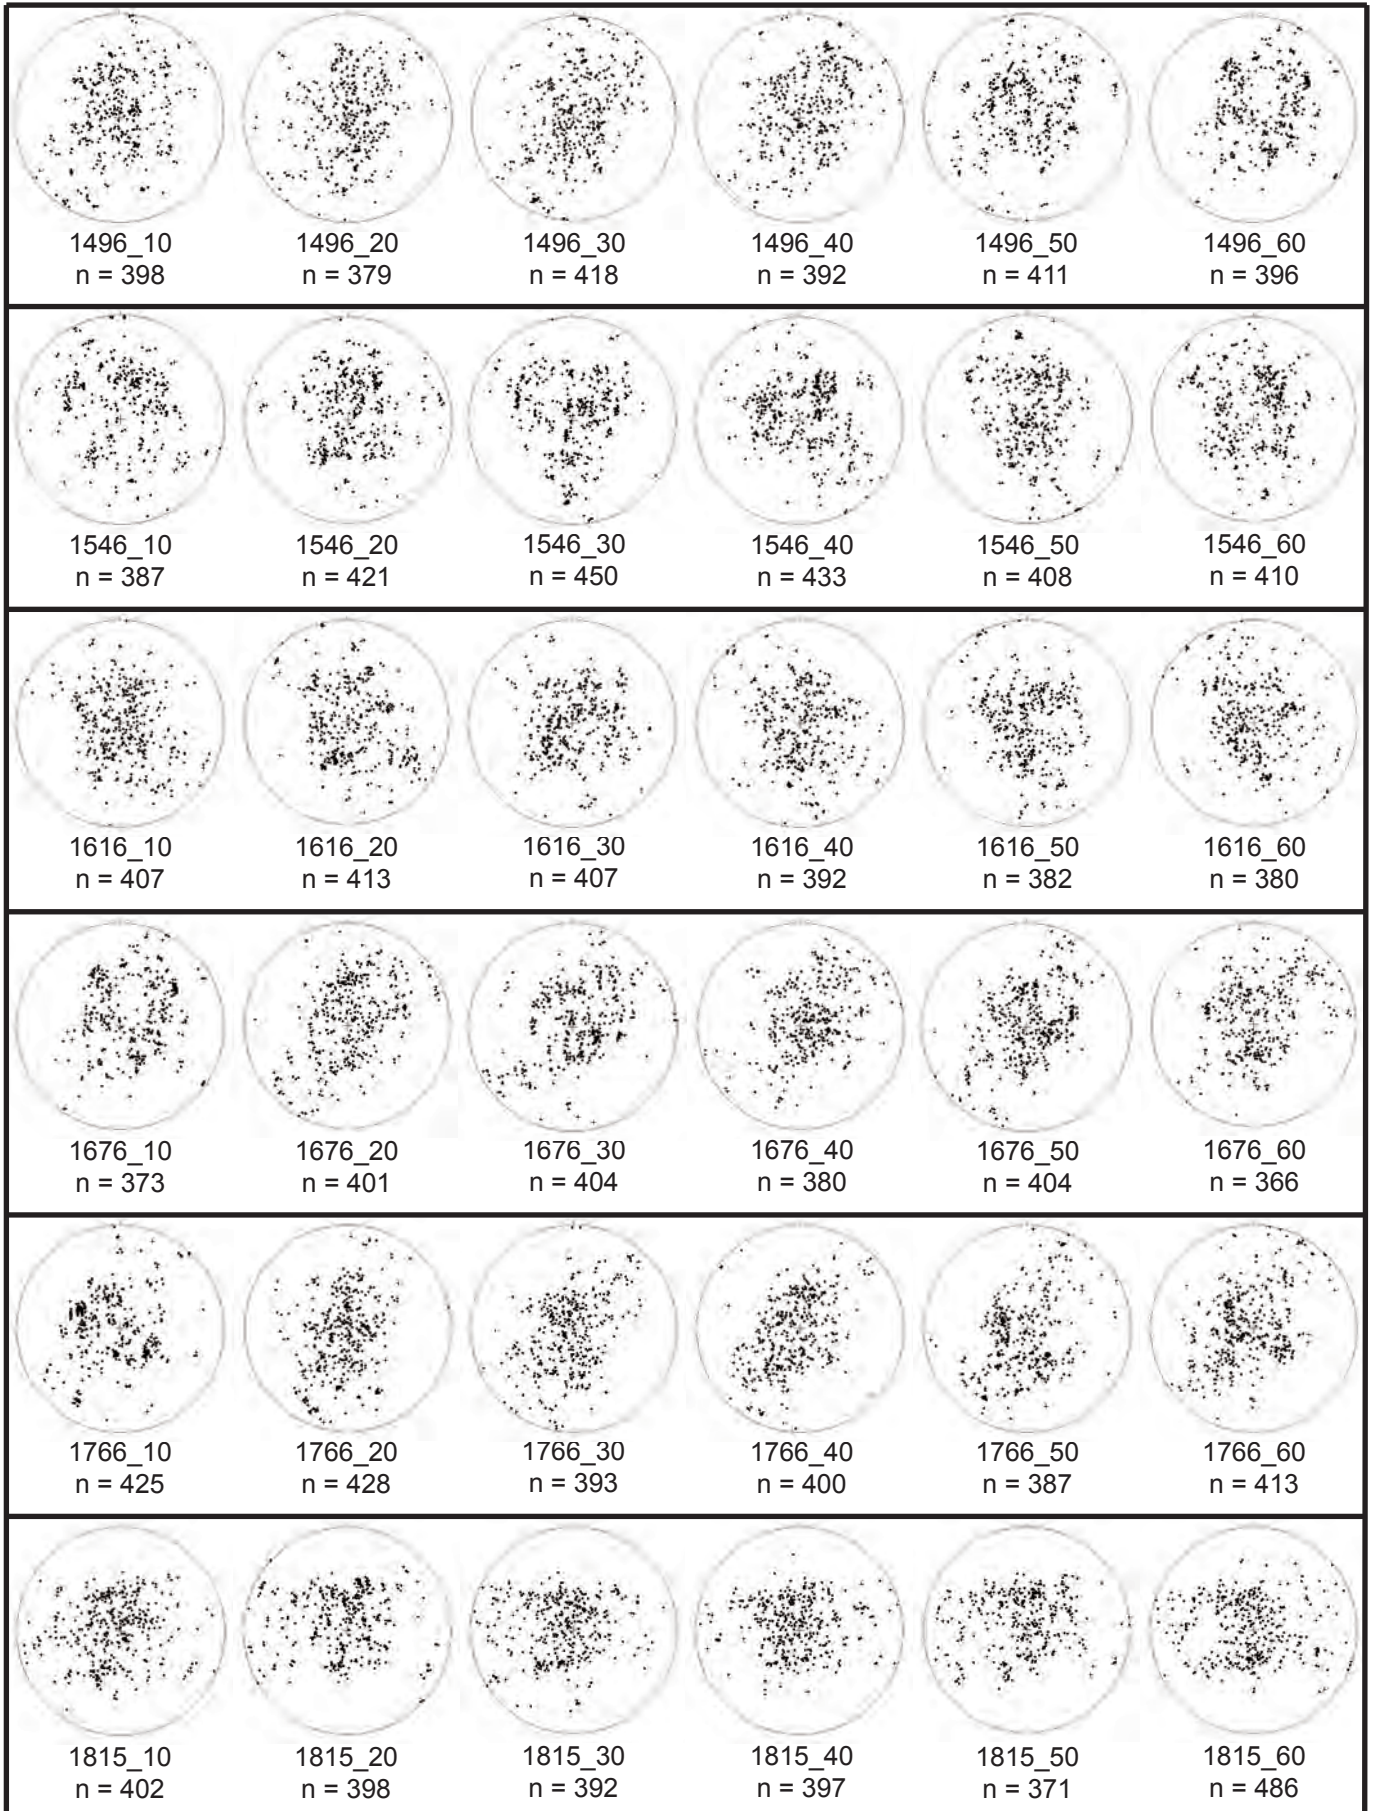 1496_10 1496_20 1496_30 1496_40 1496_50 1496_60
n = 398 n = 379 n = 418 n = 392 n = 411 n = 396
1546_10 1546_20 1546_30 1546_40 1546_50 1546_60
n = 387 n = 421 n = 450 n = 433 n = 408 n = 410
1616_10 1616_20 1616_30 1616_40 1616_50 1616_60
n = 407 n = 413 n = 407 n = 392 n = 382 n = 380
1676_10 1676_20 1676_30 1676_40 1676_50 1676_60
n = 373 n = 401 n = 404 n = 380 n = 404 n = 366
1766_10 1766_20 1766_30 1766_40 1766_50 1766_60
n = 425 n = 428 n = 393 n = 400 n = 387 n = 413
1815_10 1815_20 1815_30 1815_40 1815_50 1815_60
n = 402 n = 398 n = 392 n = 397 n = 371 n = 486